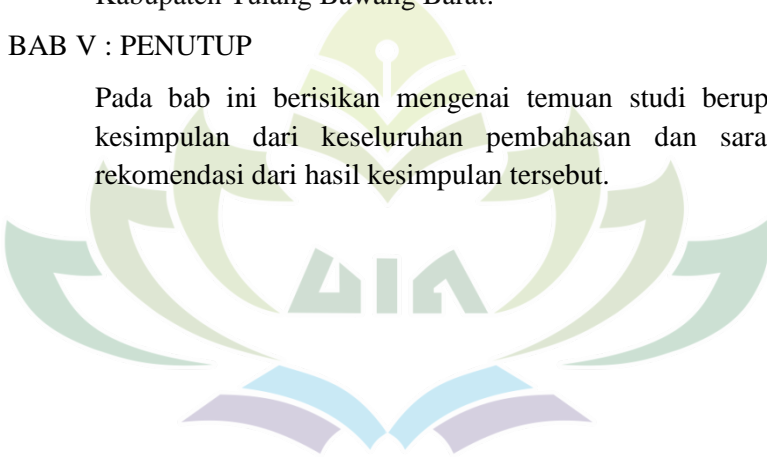 Kabupaten Tulang Bawang Barat.
BAB V : PENUTUP
Pada bab ini berisikan mengenai temuan studi berup
kesimpulan dari keseluruhan pembahasan dan sara
rekomendasi dari hasil kesimpulan tersebut.
UIN